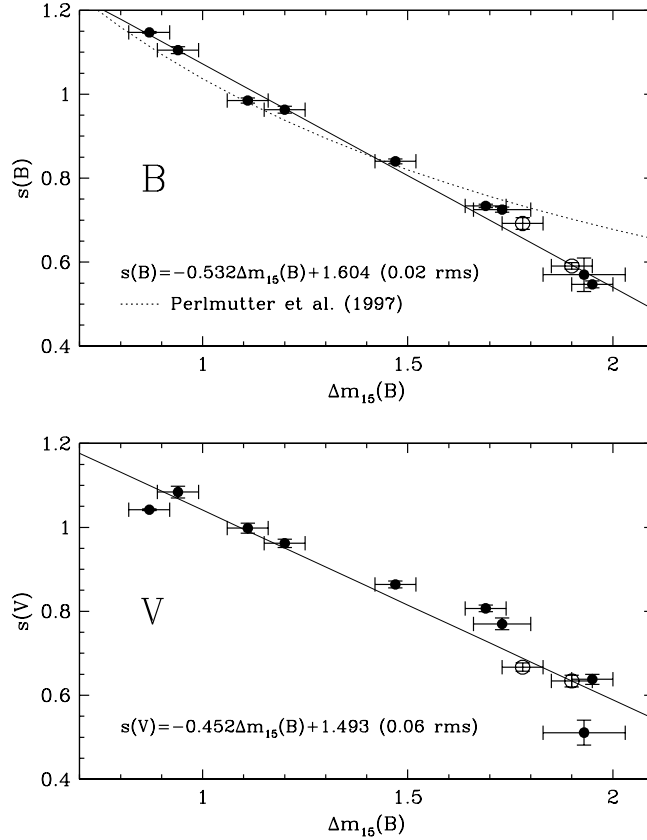 1.2
1
0.8
0.6
0.4
s(B)
B
s(B)=−0.532Δm₁₅(B)+1.604 (0.02 rms)
Perlmutter et al. (1997)
1
1.5
2
Δm₁₅(B)
1.2
1
0.8
0.6
0.4
s(V)
V
s(V)=−0.452Δm₁₅(B)+1.493 (0.06 rms)
1
1.5
2
Δm₁₅(B)